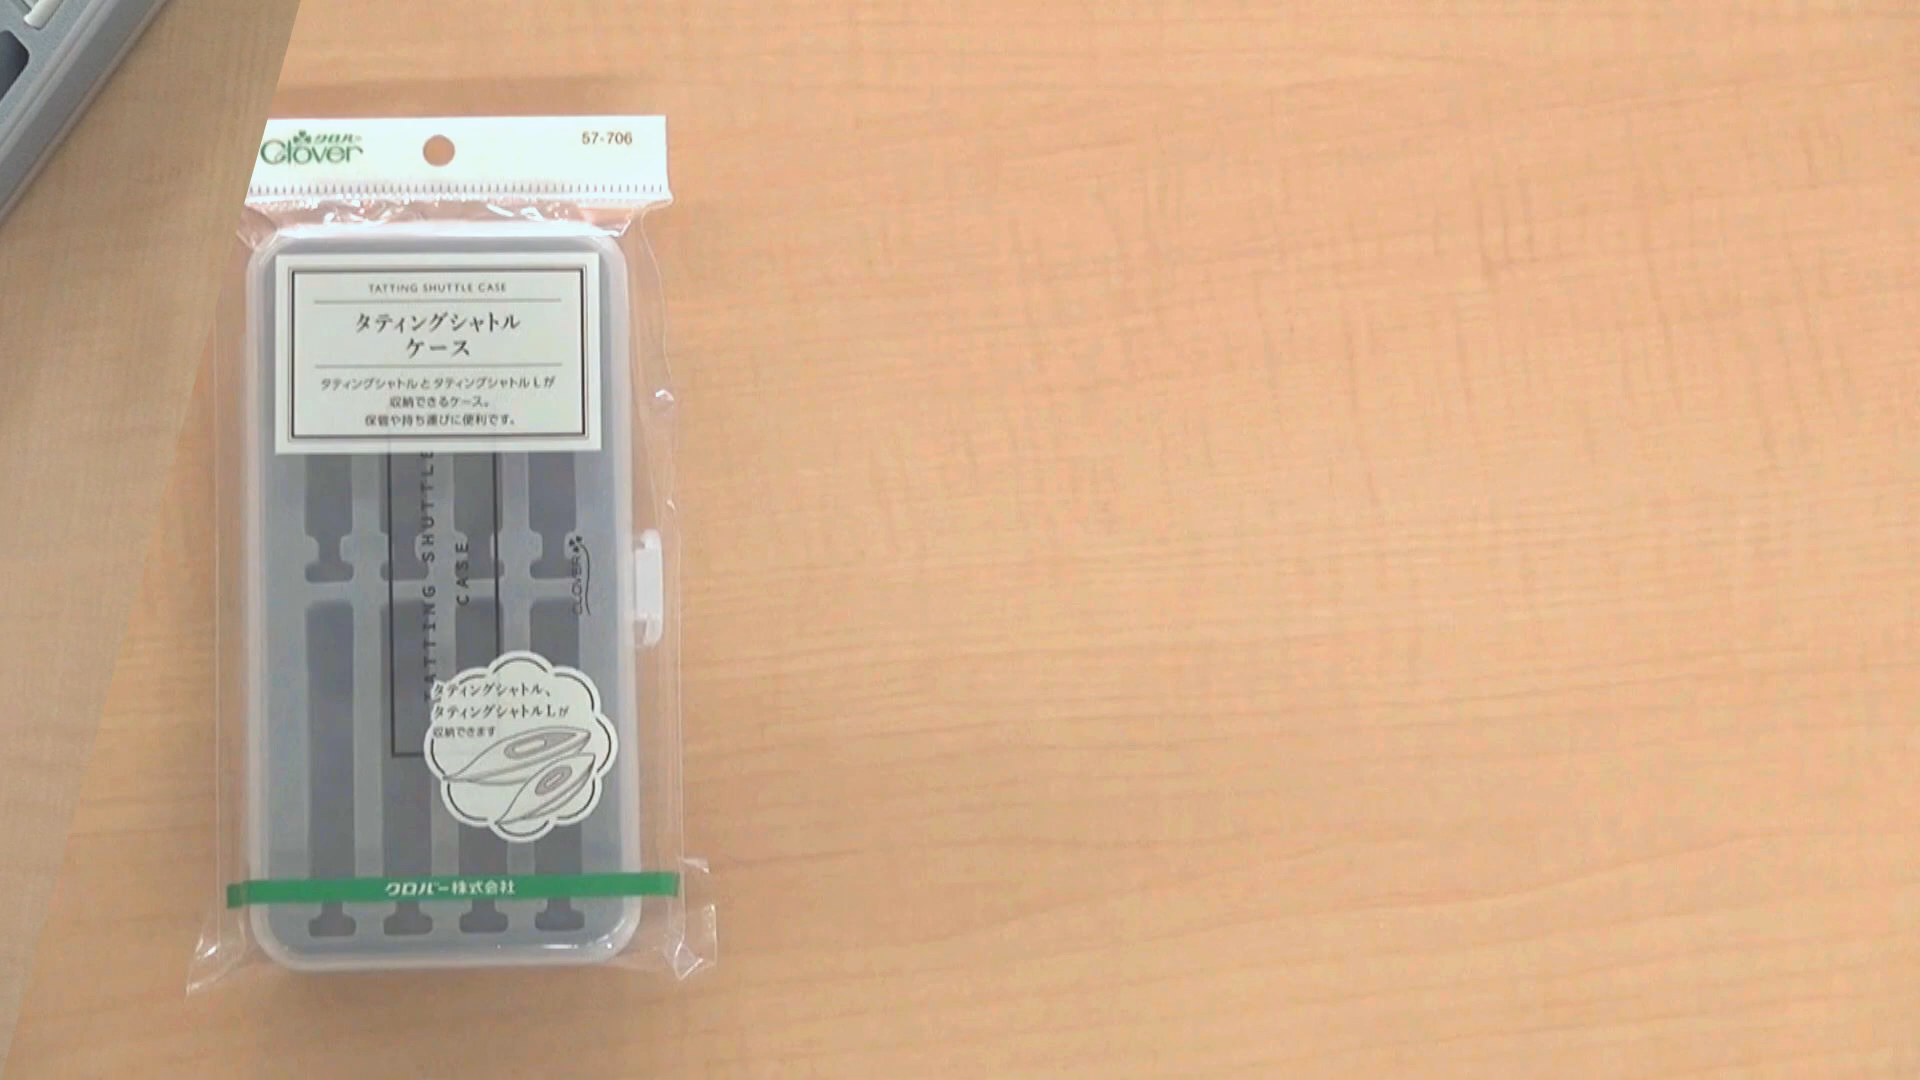 クロバー
Clover
57-706
TATTING SHUTTLE CASE
タティングシャトル
ケース
タティングシャトルとタティングシャトルLが
収納できるケース。
保管や持ち運びに便利です。
TATTING SHUTTLE
CASE
CLOVER
タティングシャトル、
タティングシャトルLが
収納できます
クロバー株式会社